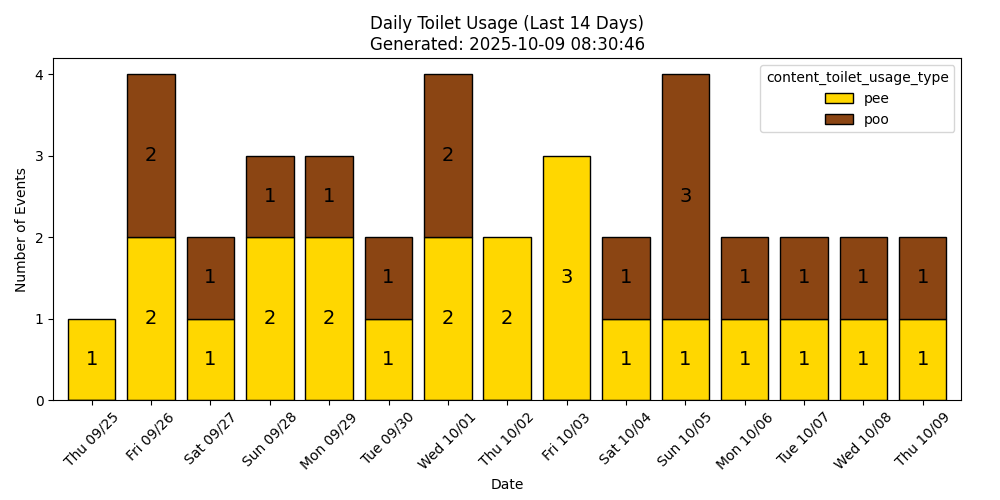 Daily Toilet Usage (Last 14 Days)
Generated: 2025-10-09 08:30:46
content_toilet_usage_type
pee
poo
Number of Events
4
3
2
1
0
2 2 3
1 1 1 1 1 1 1 1 1
1 2 1 2 2 1 2 2 3 1 1 1 1 1 1
Thu 09/25 Fri 09/26 Sat 09/27 Sun 09/28 Mon 09/29 Tue 09/30 Wed 10/01 Thu 10/02 Fri 10/03 Sat 10/04 Sun 10/05 Mon 10/06 Tue 10/07 Wed 10/08 Thu 10/09
Date